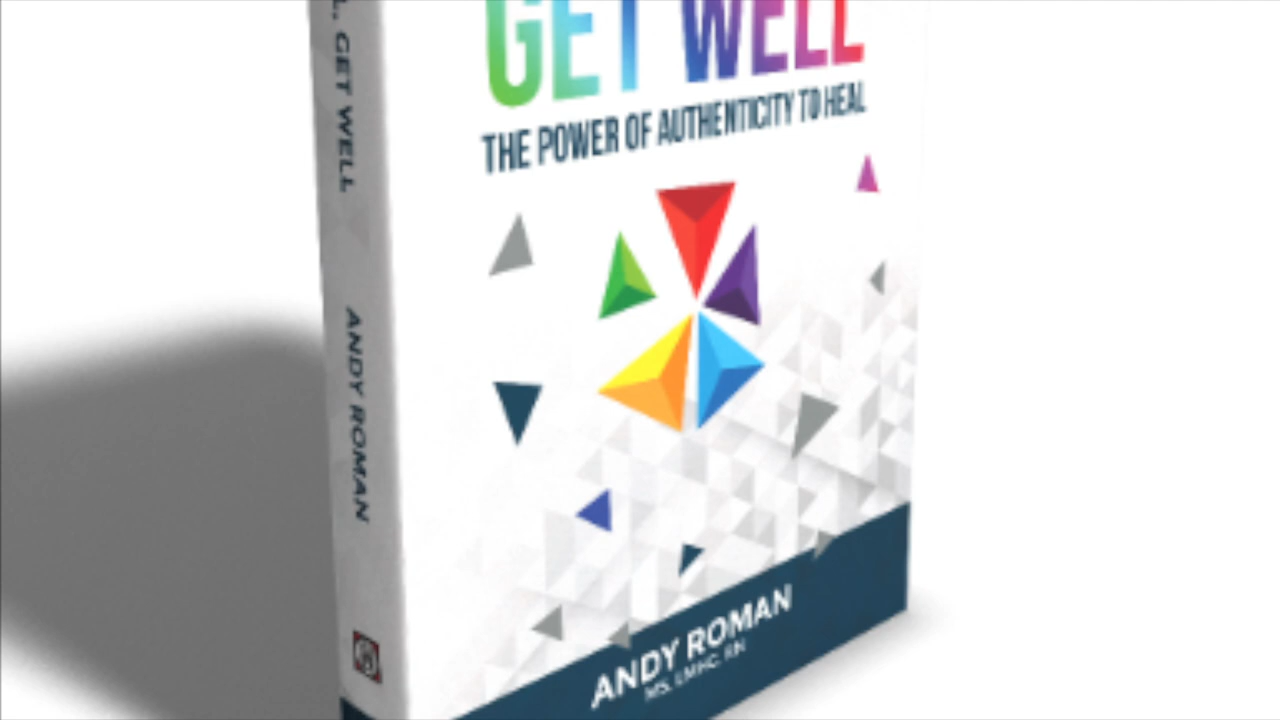 GET WELL
THE POWER OF AUTHENTICITY TO HEAL
ANDY ROMAN
MS, LMHC, RN
L, GET WELL
ANDY ROMAN